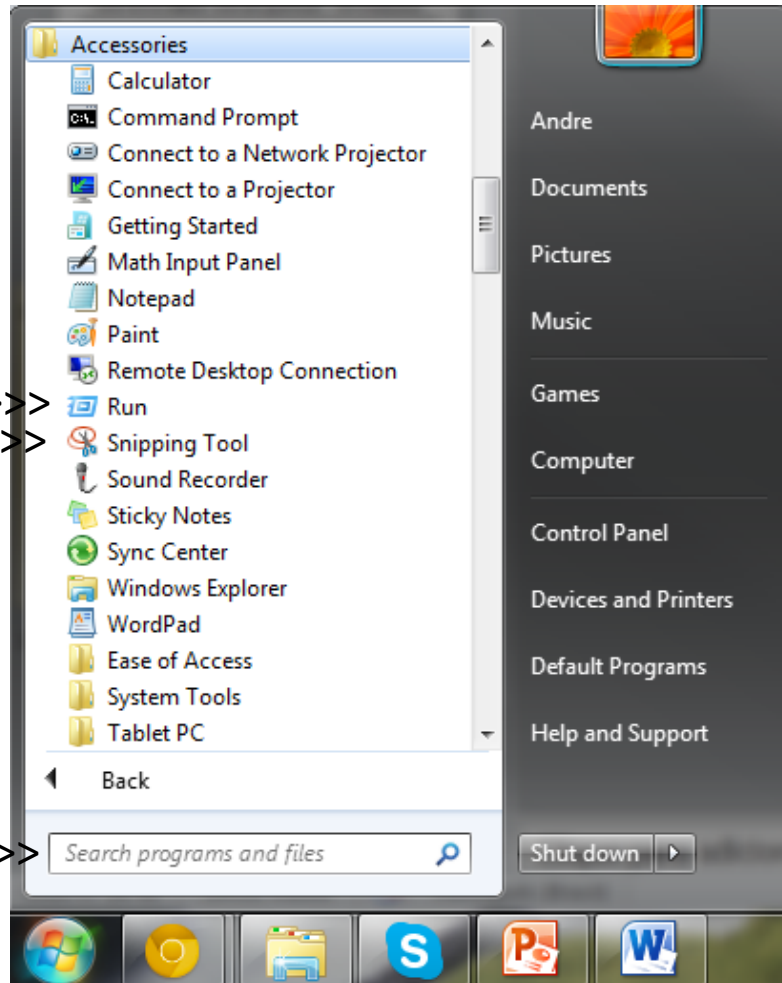 Accessories
Calculator
Command Prompt
Connect to a Network Projector
Connect to a Projector
Getting Started
Math Input Panel
Notepad
Paint
Remote Desktop Connection
>> Run
>> Snipping Tool
Sound Recorder
Sticky Notes
Sync Center
Windows Explorer
WordPad
Ease of Access
System Tools
Tablet PC
Back
>> Search programs and files
Andre
Documents
Pictures
Music
Games
Computer
Control Panel
Devices and Printers
Default Programs
Help and Support
Shut down